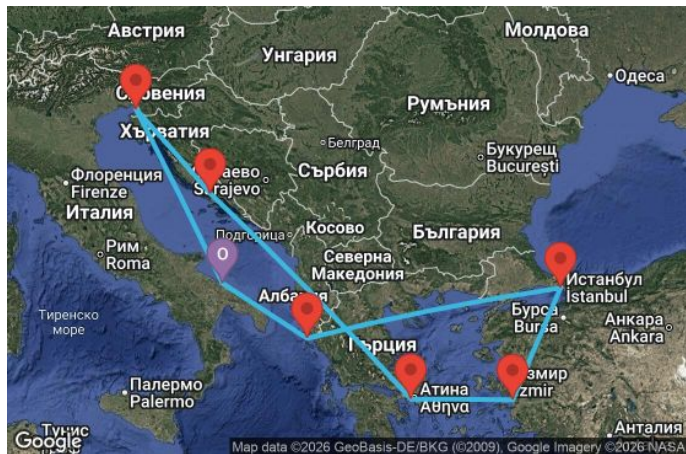 Австрия
Молдова
Унгария
Одеса
Словения
Румъния
Хърватия
Белград
Букурещ
București
Флоренция
Firenze
Сърбия
Sarajevo
Италия
Подгорица
Косово
България
Рим
Roma
О
Северна
Македония
Истанбул
İstanbul
Албания
Тиренско
море
Бурса
Bursa
Анкара
Ankara
Гърция
Палермо
Palermo
Атина
Αθήνα
Измир
İzmir
Анталия
Тунис
Google
Map data ©2026 GeoBasis-DE/BKG (©2009), Google Imagery ©2026 NASA